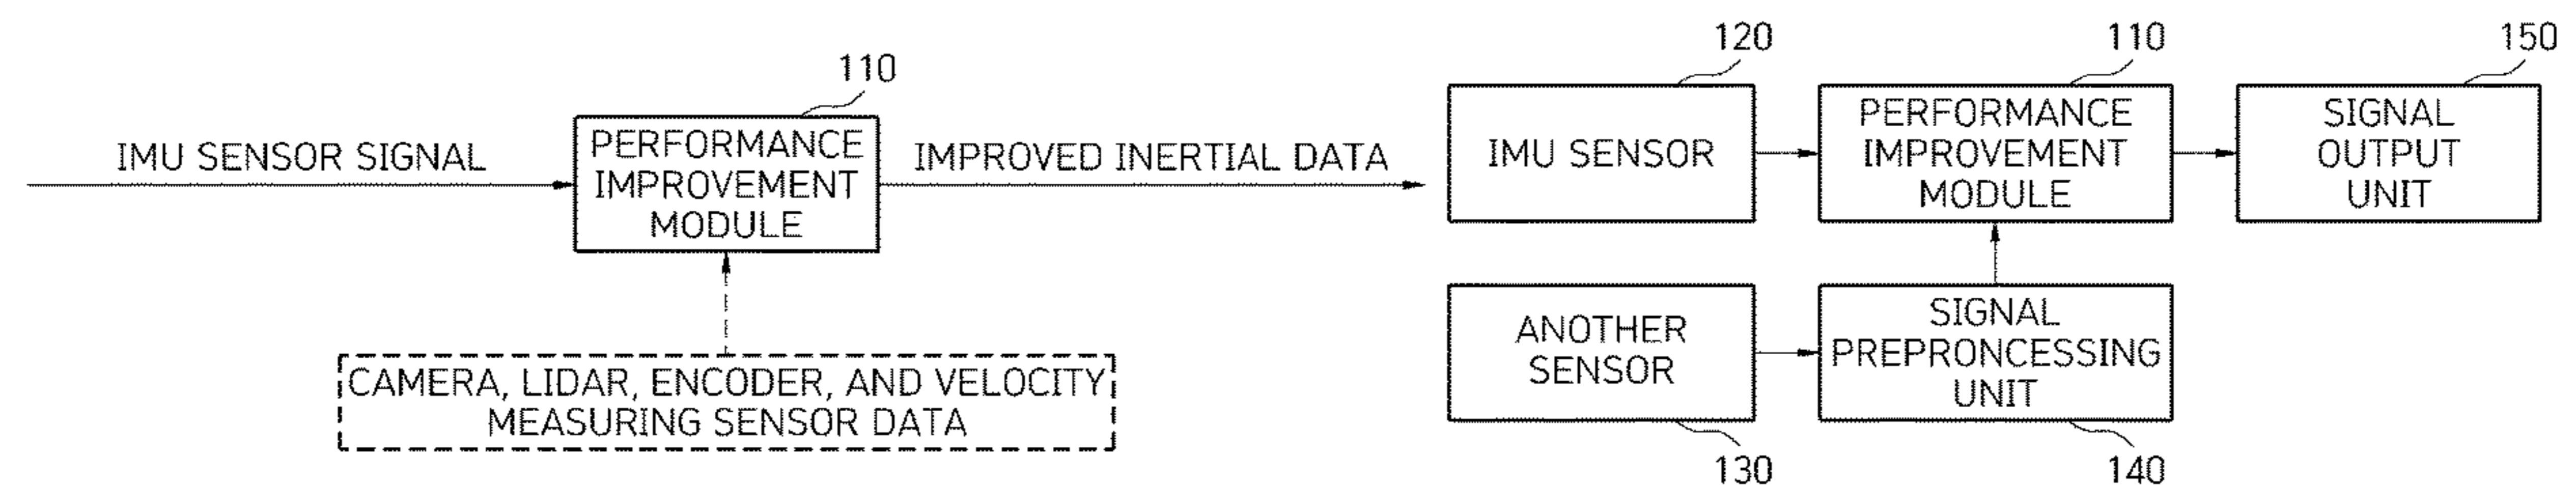 110
IMU SENSOR SIGNAL
PERFORMANCE
IMPROVEMENT
MODULE
IMPROVED INERTIAL DATA
CAMERA, LIDAR, ENCODER, AND VELOCITY
MEASURING SENSOR DATA
120
IMU SENSOR
110
PERFORMANCE
IMPROVEMENT
MODULE
150
SIGNAL
OUTPUT
UNIT
ANOTHER
SENSOR
130
SIGNAL
PREPRONCESSING
UNIT
140